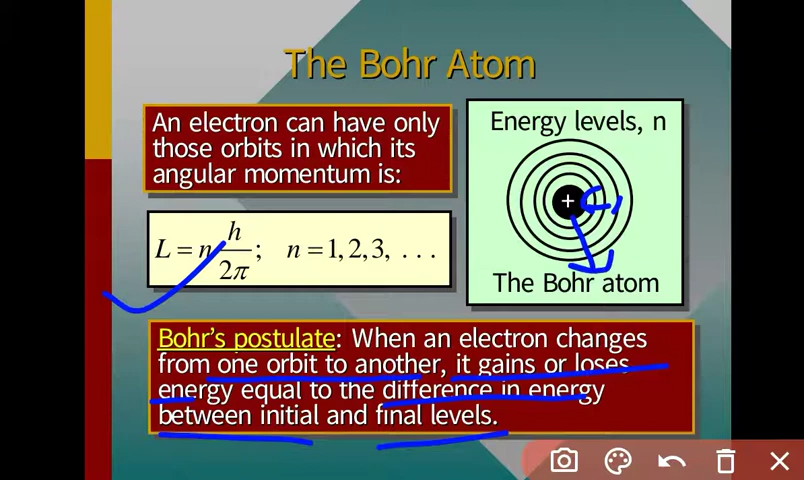 The Bohr Atom
An electron can have only
those orbits in which its
angular momentum is:
L = n h/2π; n = 1, 2, 3, . . .
Energy levels, n
+
The Bohr atom
Bohr's postulate: When an electron changes
from one orbit to another, it gains or loses
energy equal to the difference in energy
between initial and final levels.